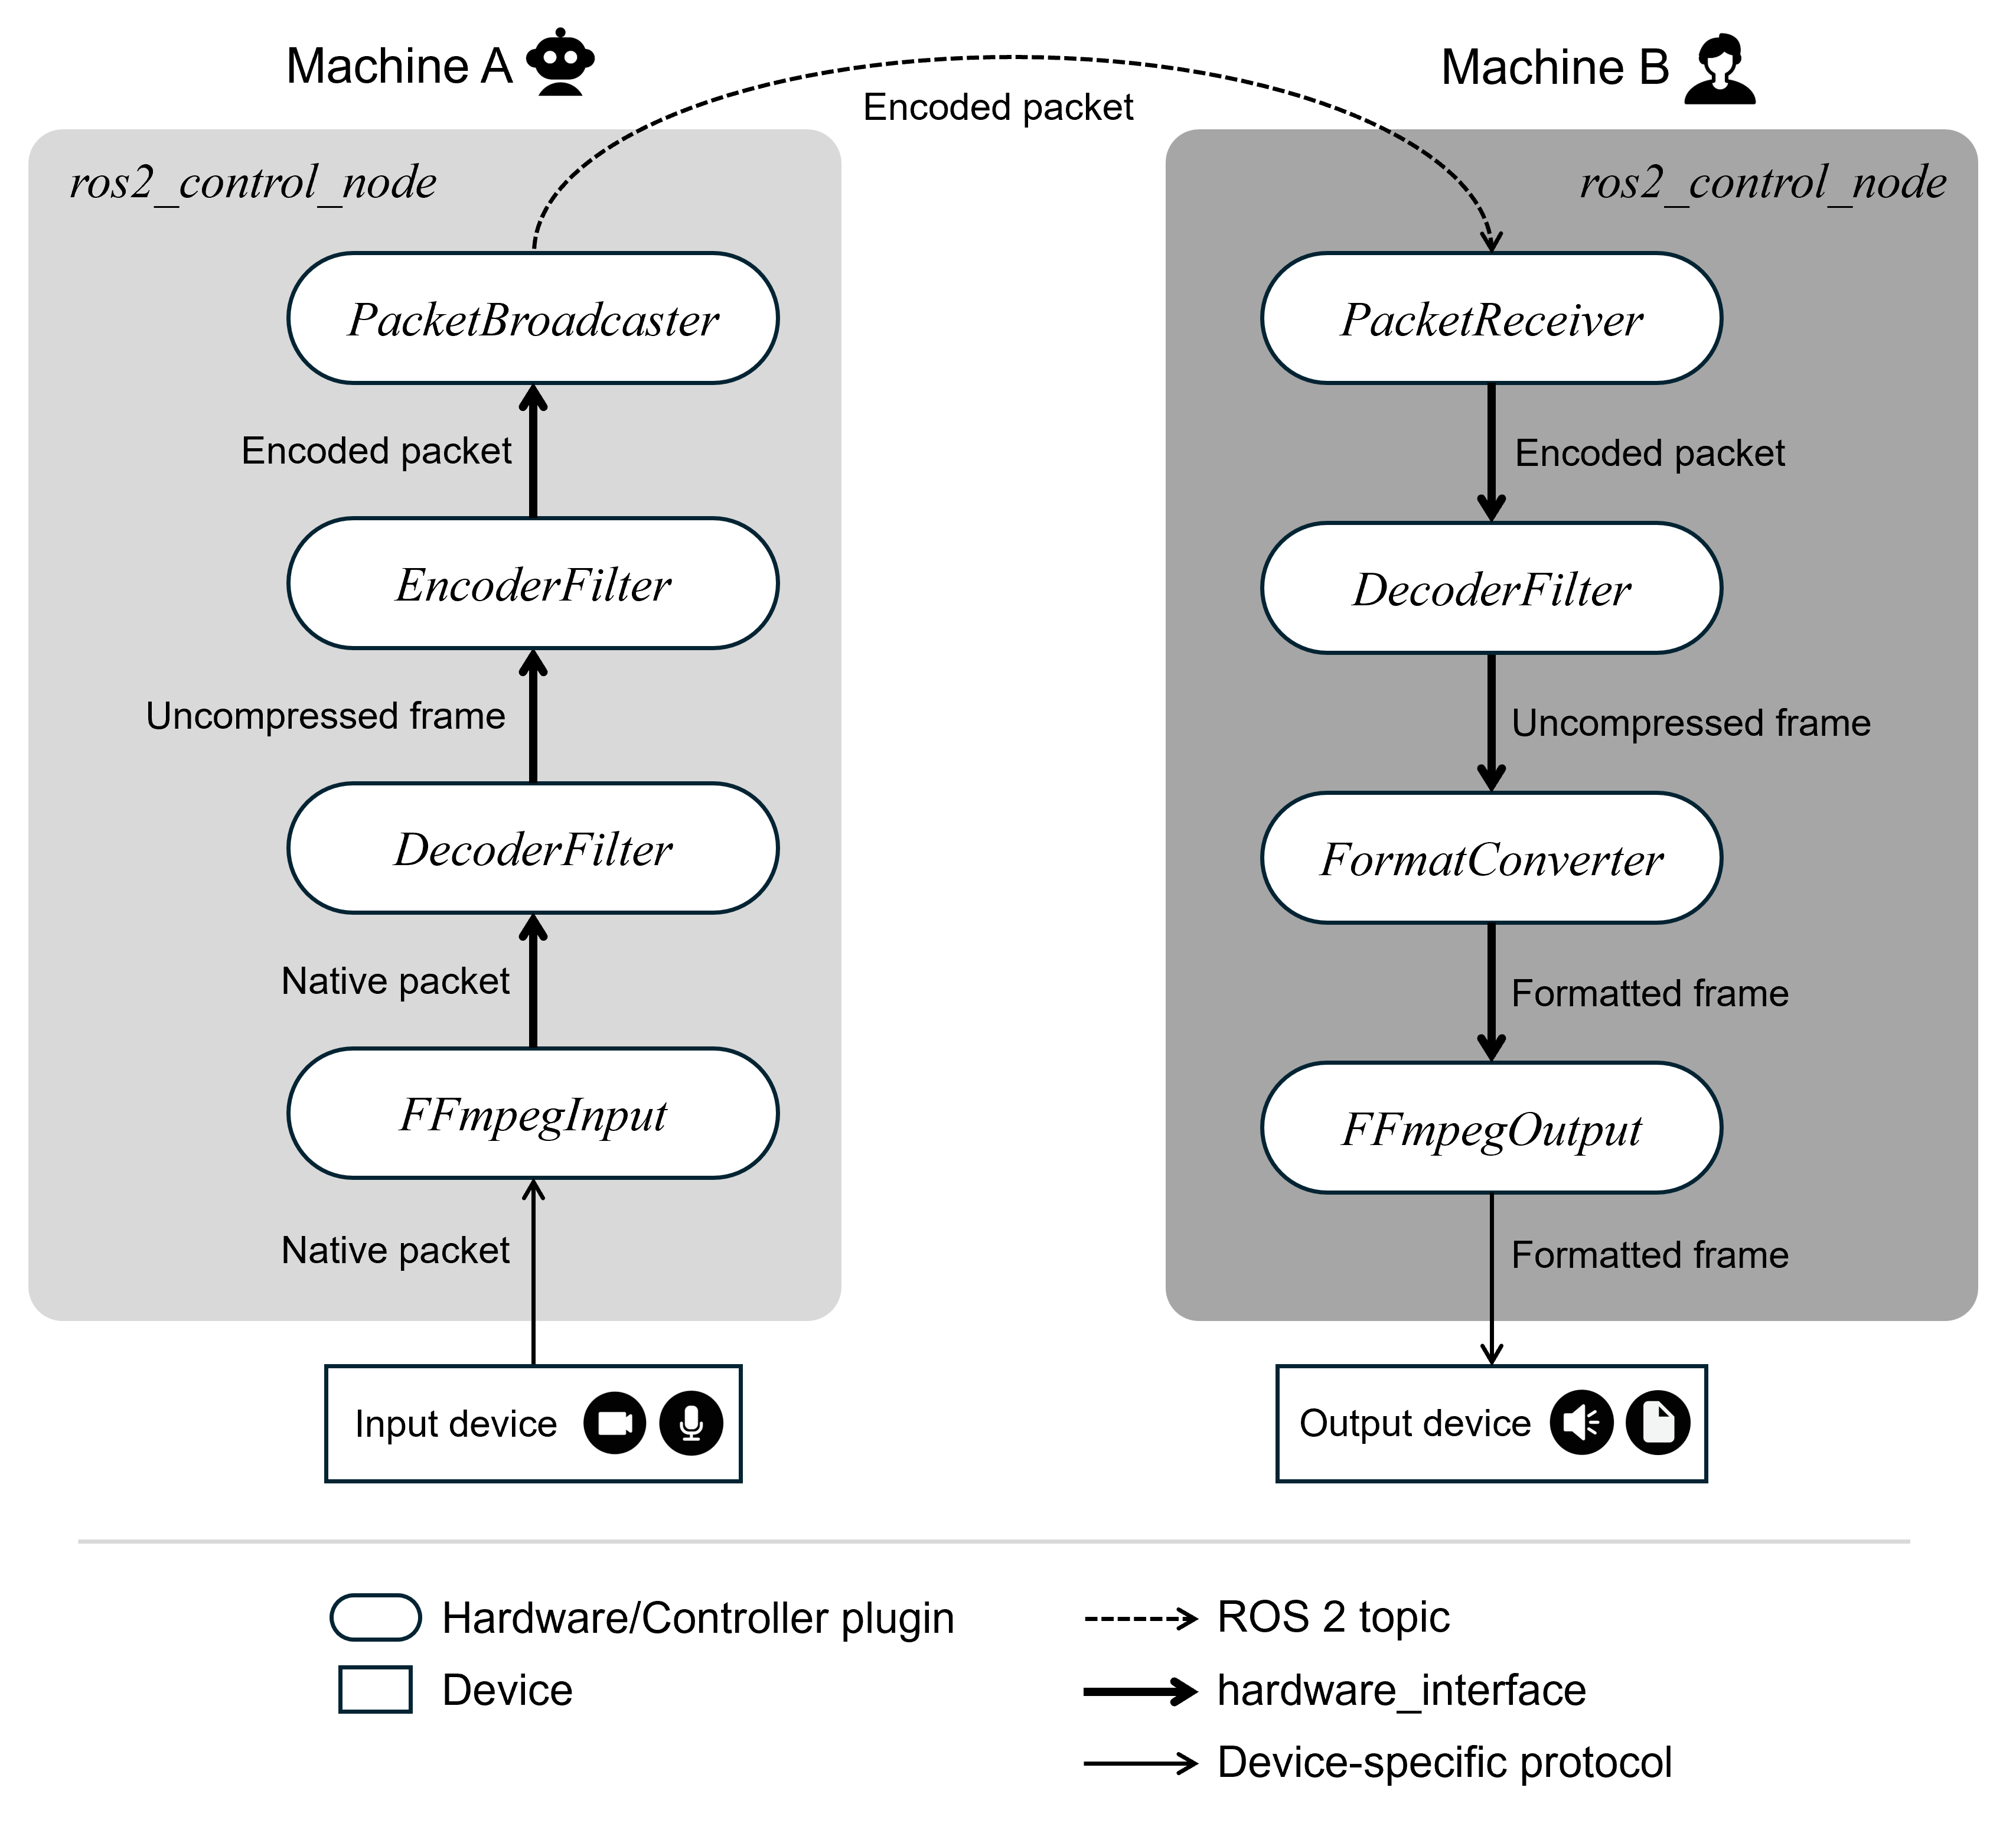 Machine A
Machine B
Encoded packet
ros2_control_node
ros2_control_node
PacketBroadcaster
PacketReceiver
Encoded packet
Encoded packet
EncoderFilter
DecoderFilter
Uncompressed frame
Uncompressed frame
DecoderFilter
FormatConverter
Native packet
Formatted frame
FFmpegInput
FFmpegOutput
Native packet
Formatted frame
Input device
Output device
Hardware/Controller plugin
Device
ROS 2 topic
hardware_interface
Device-specific protocol